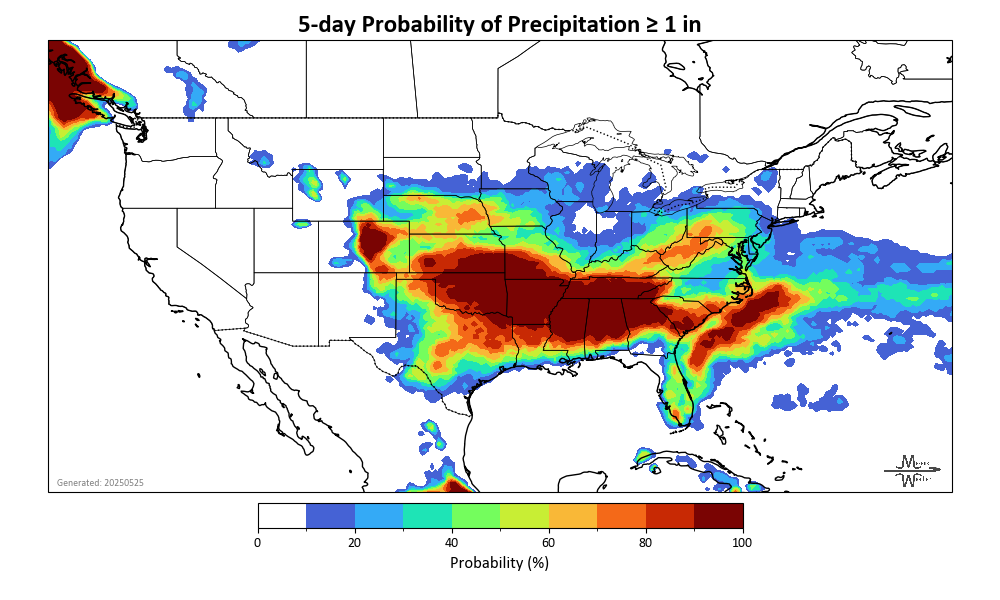 5-day Probability of Precipitation ≥ 1 in
Generated: 20250525
0 20 40 60 80 100
Probability (%)